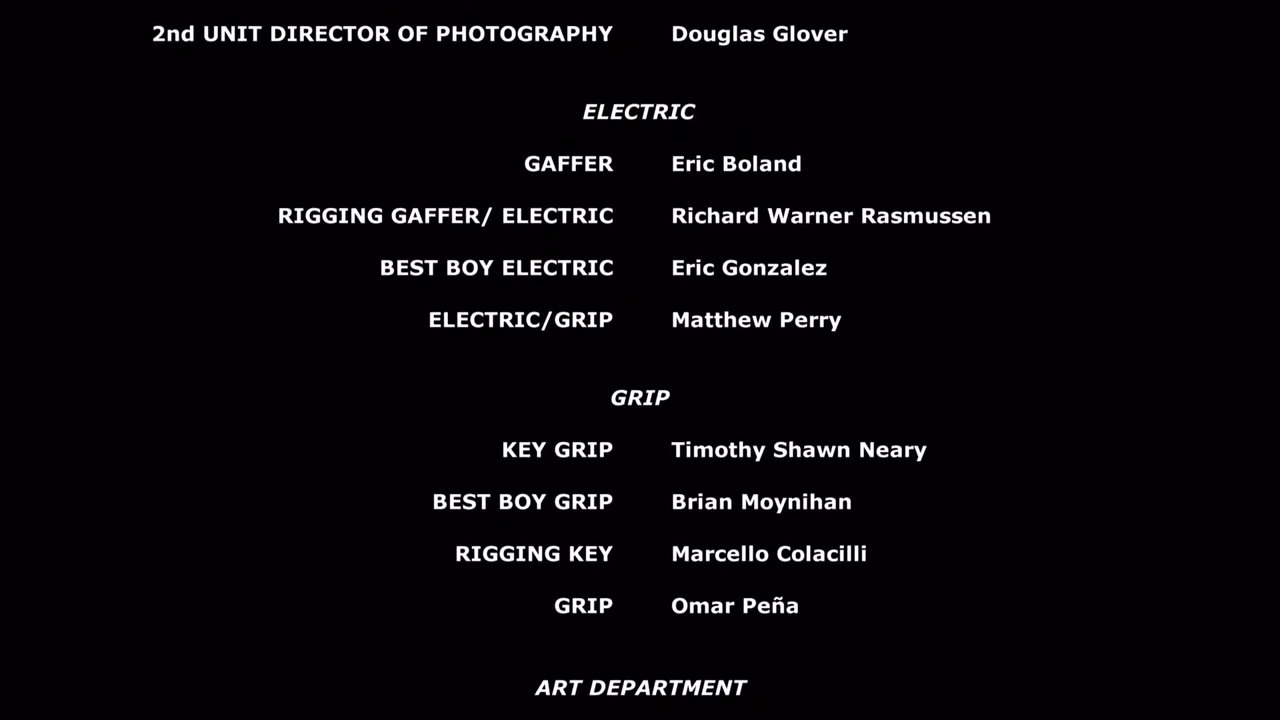 2nd UNIT DIRECTOR OF PHOTOGRAPHY Douglas Glover
ELECTRIC
GAFFER Eric Boland
RIGGING GAFFER/ ELECTRIC Richard Warner Rasmussen
BEST BOY ELECTRIC Eric Gonzalez
ELECTRIC/GRIP Matthew Perry
GRIP
KEY GRIP Timothy Shawn Neary
BEST BOY GRIP Brian Moynihan
RIGGING KEY Marcello Colacilli
GRIP Omar Peña
ART DEPARTMENT